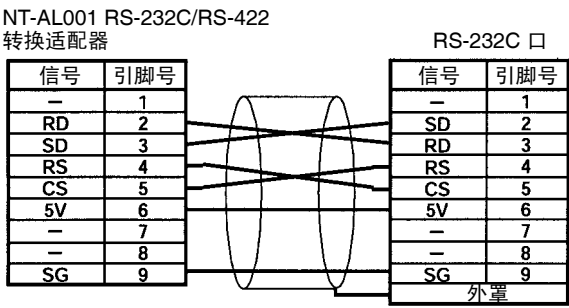 NT-AL001 RS-232C/RS-422
转换适配器
RS-232C 口
信号 引脚号 信号 引脚号
– 1 – 1
RD 2 SD 2
SD 3 RD 3
RS 4 RS 4
CS 5 CS 5
5V 6 5V 6
– 7 – 7
– 8 – 8
SG 9 SG 9
外罩